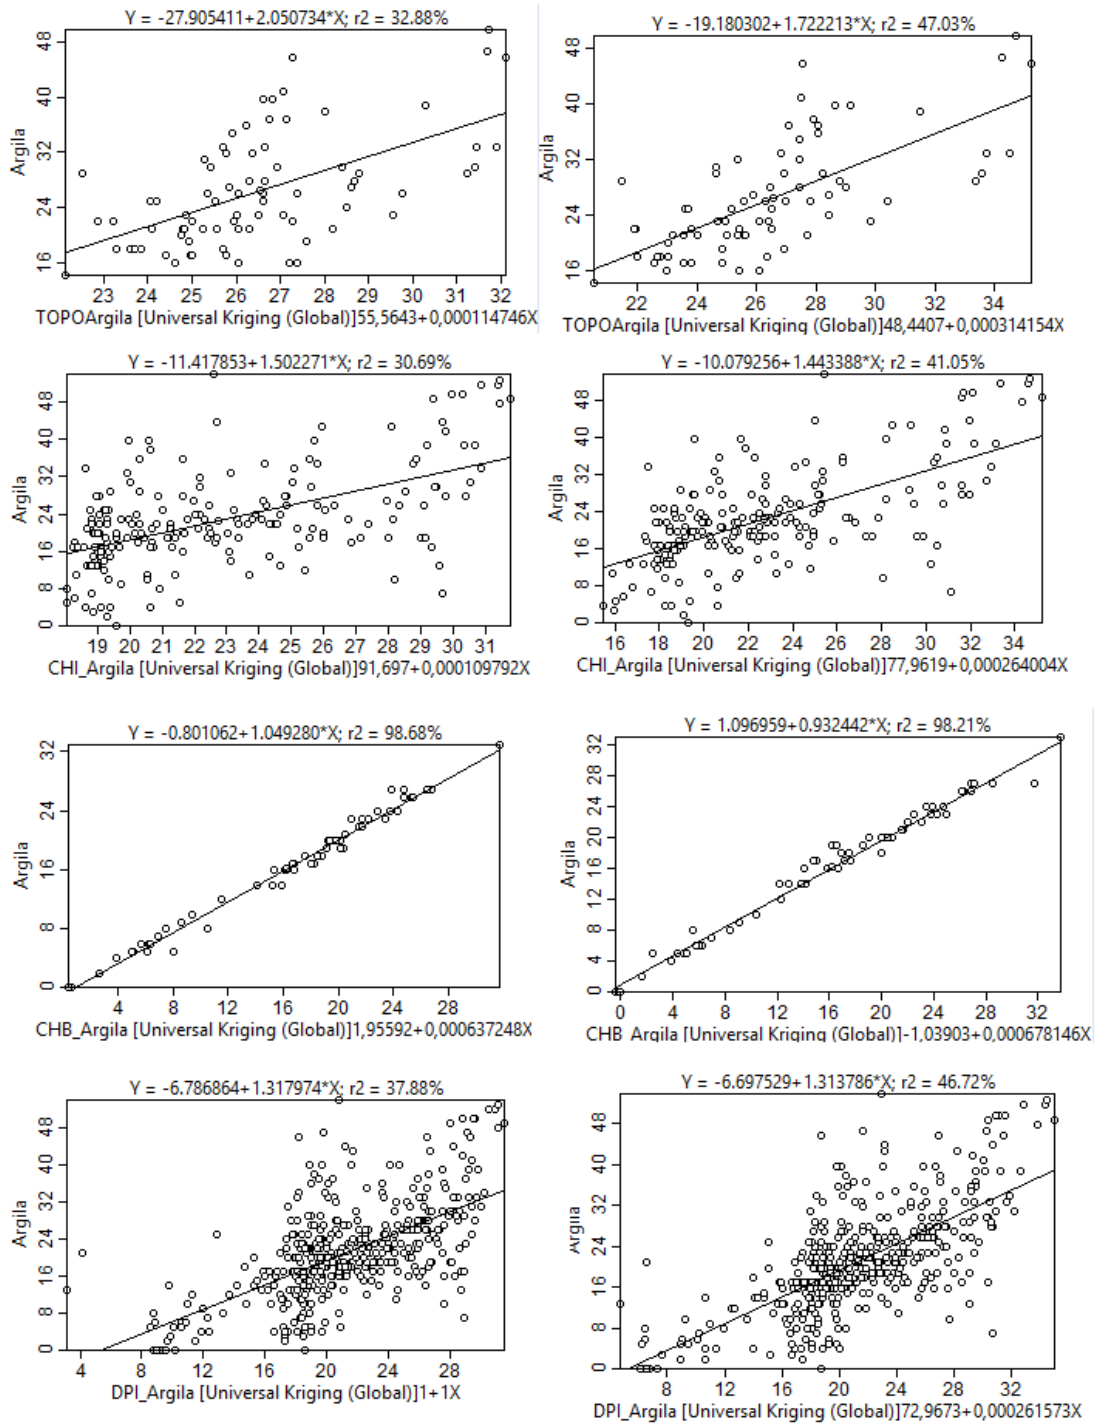 Y = -27.905411+2.050734*X; r2 = 32.88%
48
40
32
24
16
Argila
23 24 25 26 27 28 29 30 31 32
TOPOArgila [Universal Kriging (Global)]55,5643+0,000114746X
Y = -19.180302+1.722213*X; r2 = 47.03%
48
40
32
24
16
Argila
22 24 26 28 30 34
TOPOArgila [Universal Kriging (Global)]48,4407+0,000314154X
Y = -11.417853+1.502271*X; r2 = 30.69%
48
40
32
24
16
8
0
Argila
19 20 21 22 23 24 25 26 27 28 29 30 31
CHI_Argila [Universal Kriging (Global)]91,697+0,000109792X
Y = -10.079256+1.443388*X; r2 = 41.05%
48
40
32
24
16
8
0
Argila
16 18 20 22 24 26 28 30 32 34
CHI_Argila [Universal Kriging (Global)]77,9619+0,000264004X
Y = -0.801062+1.049280*X; r2 = 98.68%
32
24
16
8
0
Argila
4 8 12 16 20 24 28
CHB_Argila [Universal Kriging (Global)]1,95592+0,000637248X
Y = 1.096959+0.932442*X; r2 = 98.21%
32
28
24
20
16
12
8
4
0
Argila
0 4 8 12 16 20 24 28 32
CHB_Argila [Universal Kriging (Global)]-1,03903+0,000678146X
Y = -6.786864+1.317974*X; r2 = 37.88%
48
40
32
24
16
8
0
Argila
4 8 12 16 20 24 28
DPI_Argila [Universal Kriging (Global)]1+1X
Y = -6.697529+1.313786*X; r2 = 46.72%
48
40
32
24
16
8
0
Argila
8 12 16 20 24 28 32
DPI_Argila [Universal Kriging (Global)]72,9673+0,000261573X